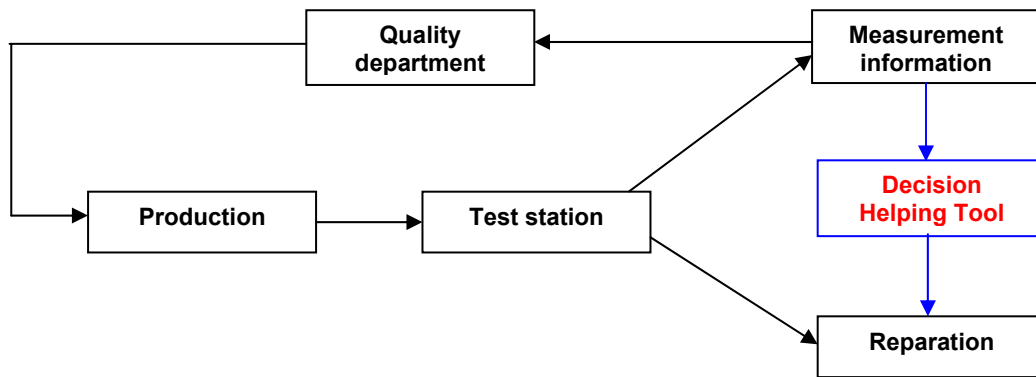 Quality
department
Measurement
information
Decision
Helping Tool
Production
Test station
Reparation